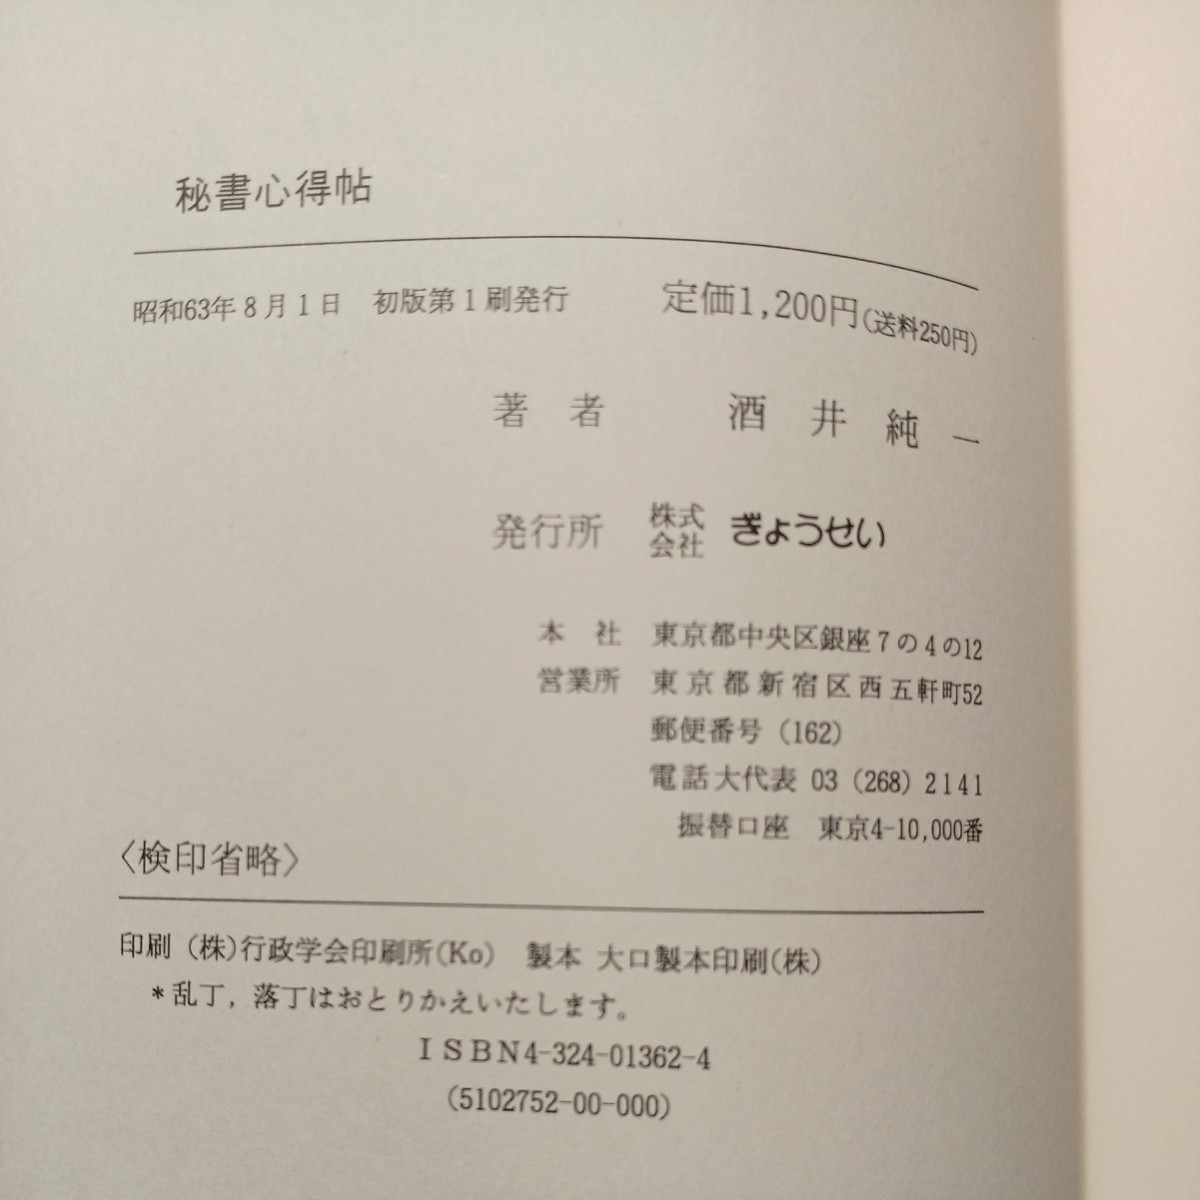 秘書心得帖
昭和63年8月1日　初版第1刷発行　定価1,200円(送料250円)
著者　酒井純一
発行所　株式会社　ぎょうせい
本社　東京都中央区銀座7の4の12
営業所　東京都新宿区西五軒町52
郵便番号 (162)
電話大代表 03 (268) 2141
振替口座　東京4-10,000番
〈検印省略〉
印刷 (株)行政学会印刷所(Ko)　製本 大口製本印刷(株)
*乱丁, 落丁はおとりかえいたします。
ISBN4-324-01362-4
(5102752-00-000)